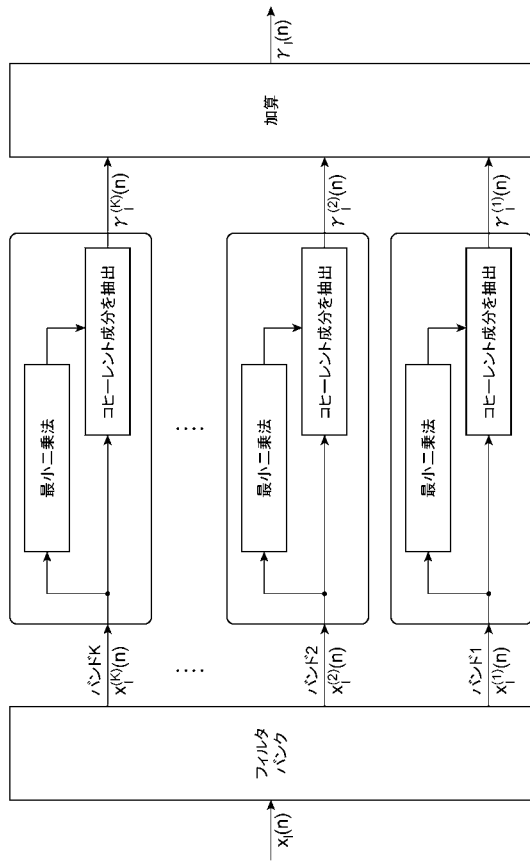 x_l(n)
フィルタ
バンク
バンドK
x_l^(K)(n)
最小二乗法
コヒーレント成分を抽出
γ_l^(K)(n)
‥‥
‥‥
バンド2
x_l^(2)(n)
最小二乗法
コヒーレント成分を抽出
γ_l^(2)(n)
バンド1
x_l^(1)(n)
最小二乗法
コヒーレント成分を抽出
γ_l^(1)(n)
加算
γ_l(n)